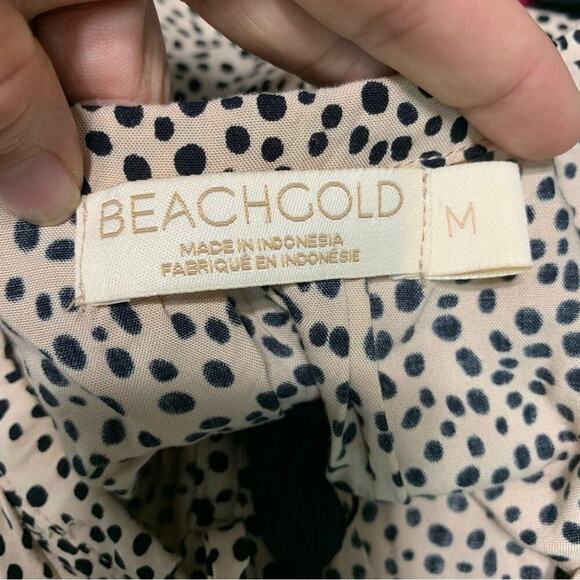 BEACHGOLD
MADE IN INDONESIA
FABRIQUÉ EN INDONÉSIE
M